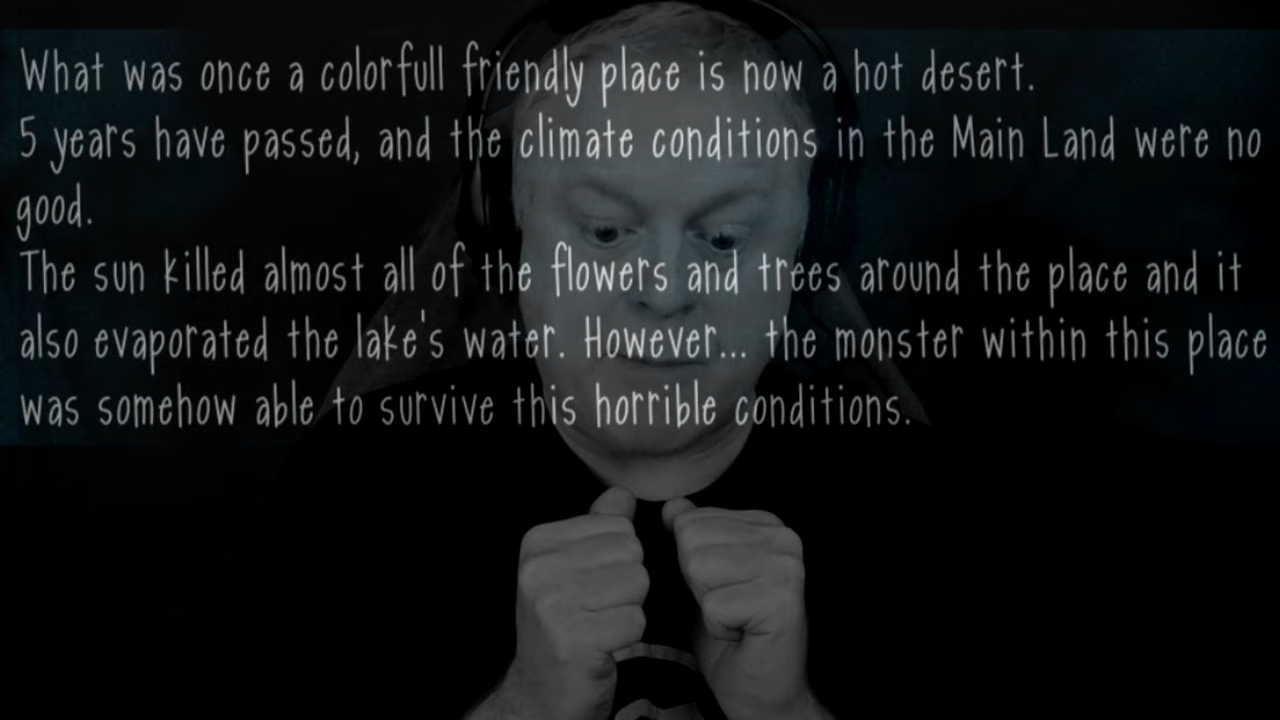 What was once a colorfull friendly place is now a hot desert.
5 years have passed, and the climate conditions in the Main Land were no
good.
The sun killed almost all of the flowers and trees around the place and it
also evaporated the lake's water. However... the monster within this place
was somehow able to survive this horrible conditions.